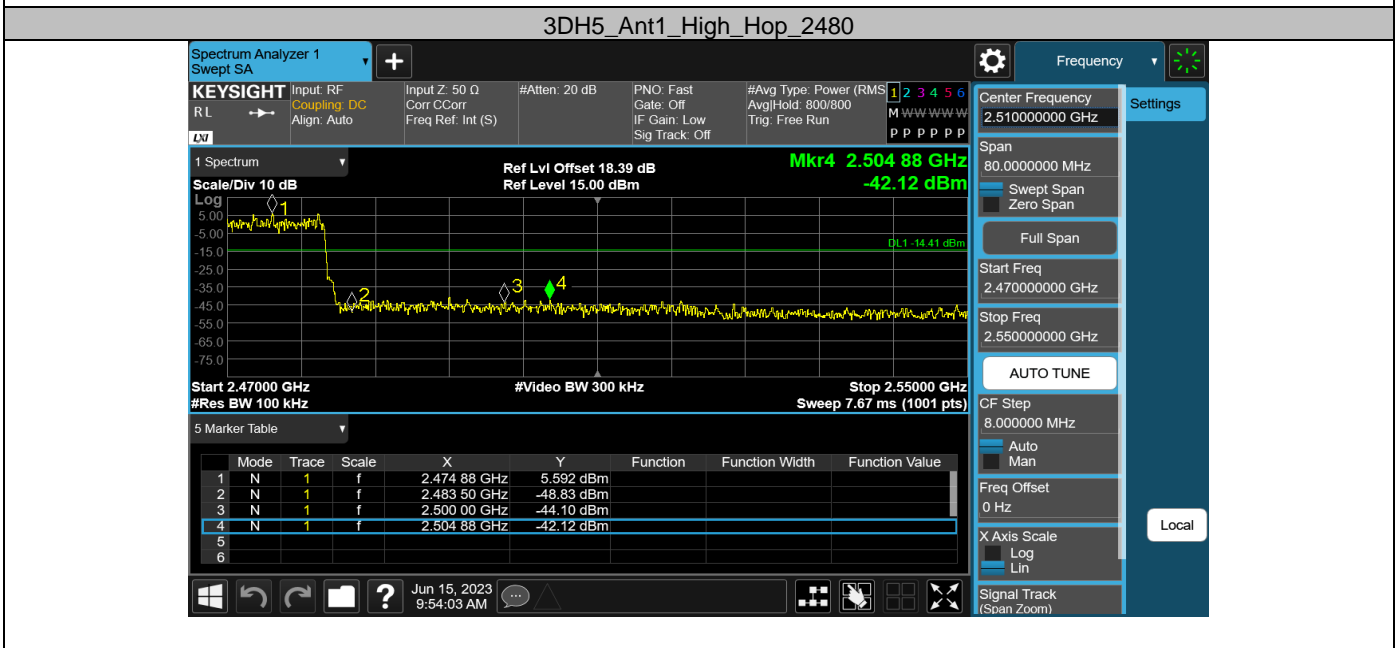 3DH5_Ant1_High_Hop_2480
Spectrum Analyzer 1
Swept SA
+
Frequency
KEYSIGHT
RL
LXI
Input: RF
Coupling: DC
Align: Auto
Input Z: 50 Ω
Corr CCorr
Freq Ref: Int (S)
#Atten: 20 dB
PNO: Fast
Gate: Off
IF Gain: Low
Sig Track: Off
#Avg Type: Power (RMS
Avg|Hold: 800/800
Trig: Free Run
1 2 3 4 5 6
M W W W W W
P P P P P P
Settings
Center Frequency
2.510000000 GHz
Span
80.0000000 MHz
Swept Span
Zero Span
Full Span
Start Freq
2.470000000 GHz
Stop Freq
2.550000000 GHz
AUTO TUNE
CF Step
8.000000 MHz
Auto
Man
Freq Offset
0 Hz
X Axis Scale
Log
Lin
Signal Track
(Span Zoom)
Local
1 Spectrum
Scale/Div 10 dB
Ref Lvl Offset 18.39 dB
Ref Level 15.00 dBm
Mkr4 2.504 88 GHz
-42.12 dBm
Log
5.00
-5.00
-15.0
-25.0
-35.0
-45.0
-55.0
-65.0
-75.0
1
2
3
4
DL1 -14.41 dBm
Start 2.47000 GHz
#Video BW 300 kHz
Stop 2.55000 GHz
#Res BW 100 kHz
Sweep 7.67 ms (1001 pts)
5 Marker Table
Mode Trace Scale X Y Function Function Width Function Value
1 N 1 f 2.474 88 GHz 5.592 dBm
2 N 1 f 2.483 50 GHz -48.83 dBm
3 N 1 f 2.500 00 GHz -44.10 dBm
4 N 1 f 2.504 88 GHz -42.12 dBm
5
6
?
Jun 15, 2023
9:54:03 AM